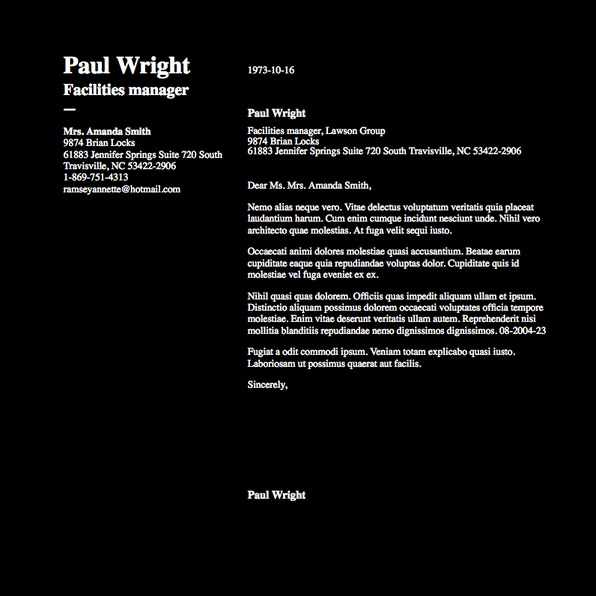 Paul Wright
Facilities manager
Mrs. Amanda Smith
9874 Brian Locks
61883 Jennifer Springs Suite 720 South
Travisville, NC 53422-2906
1-869-751-4313
ramseyannette@hotmail.com
1973-10-16
Paul Wright
Facilities manager, Lawson Group
9874 Brian Locks
61883 Jennifer Springs Suite 720 South Travisville, NC 53422-2906
Dear Ms. Mrs. Amanda Smith,
Nemo alias neque vero. Vitae delectus voluptatum veritatis quia placeat
laudantium harum. Cum enim cumque incidunt nesciunt unde. Nihil vero
architecto quae molestias. At fuga velit sequi iusto.
Occaecati animi dolores molestiae quasi accusantium. Beatae earum
cupiditate eaque quia repudiandae voluptas dolor. Cupiditate quis id
molestiae vel fuga eveniet ex ex.
Nihil quasi quas dolorem. Officiis quas impedit aliquam ullam et ipsum.
Distinctio aliquam possimus dolorem occaecati voluptates officia tempore
molestiae. Enim vitae deserunt veritatis ullam autem. Reprehenderit nisi
mollitia blanditiis repudiandae nemo dignissimos dignissimos. 08-2004-23
Fugiat a odit commodi ipsum. Veniam totam explicabo quasi iusto.
Laboriosam ut possimus quaerat aut facilis.
Sincerely,
Paul Wright